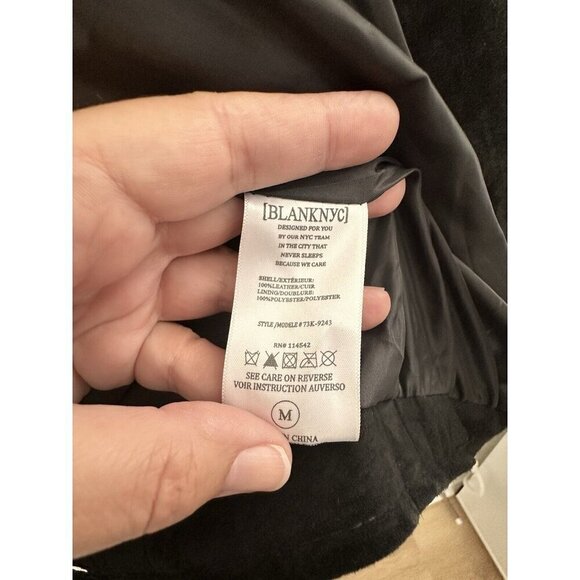 [BLANKNYC]
DESIGNED FOR YOU
BY OUR NYC TEAM
IN THE CITY THAT
NEVER SLEEPS
BECAUSE WE CARE
SHELL/EXTÉRIEUR:
100%LEATHER/CUIR
LINING/DOUBLURE:
100%POLYESTER/POLYESTER
STYLE/MODELE # 73K-9243
RN# 114542
SEE CARE ON REVERSE
VOIR INSTRUCTION AUVERSO
M
N CHINA